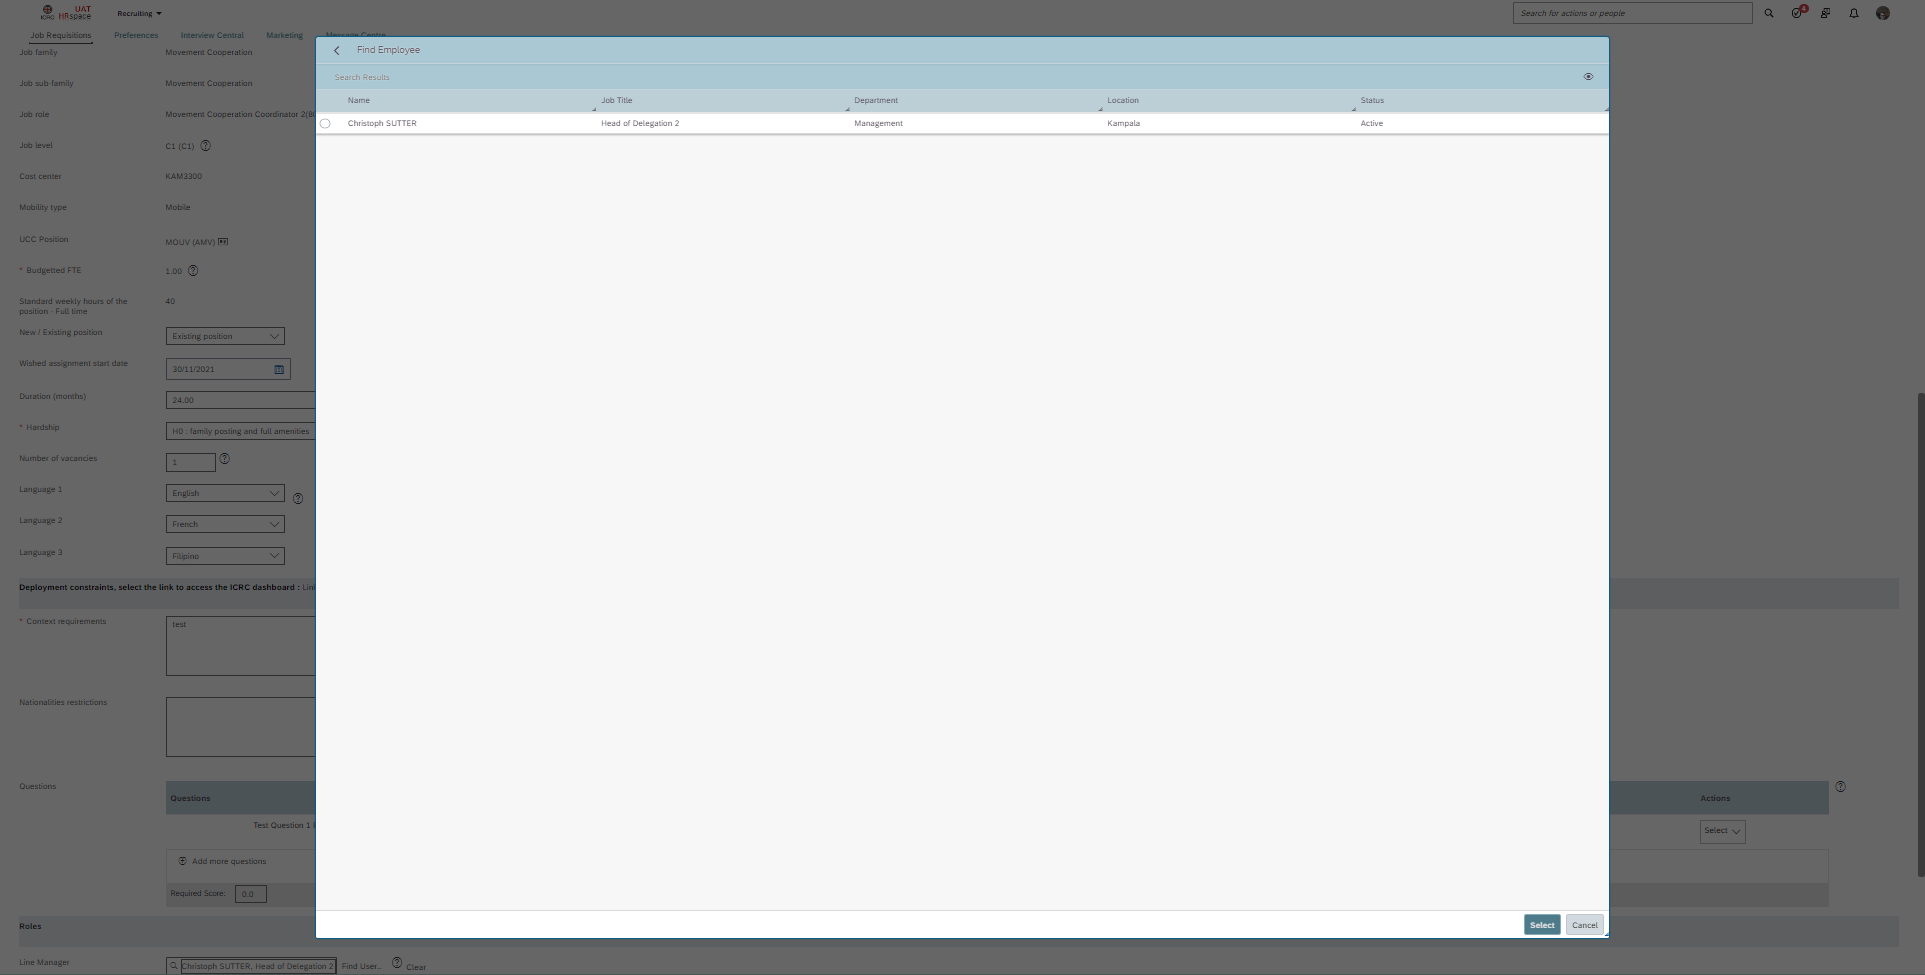 UAT
ICRC HRspace
Recruiting
Search for actions or people
4
Job Requisitions Preferences Interview Central Marketing Message Centre
Job family Movement Cooperation
Job sub-family Movement Cooperation
Job role Movement Cooperation Coordinator 2
Job level C1 (C1)
Cost center KAM3300
Mobility type Mobile
UCC Position MOUV (AMV)
* Budgetted FTE 1.00
Standard weekly hours of the
position - Full time 40
New / Existing position Existing position
Wished assignment start date 30/11/2021
Duration (months) 24.00
* Hardship H0 : family posting and full amenities
Number of vacancies 1
Language 1 English
Language 2 French
Language 3 Filipino
Deployment constraints, select the link to access the ICRC dashboard :
* Context requirements test
Nationalities restrictions
Questions
Questions Actions
Test Question 1
Select
Add more questions
Required Score: 0.0
Roles
Line Manager Christoph SUTTER, Head of Delegation 2 Find User... Clear
Find Employee
Search Results
Name Job Title Department Location Status
Christoph SUTTER Head of Delegation 2 Management Kampala Active
Select Cancel